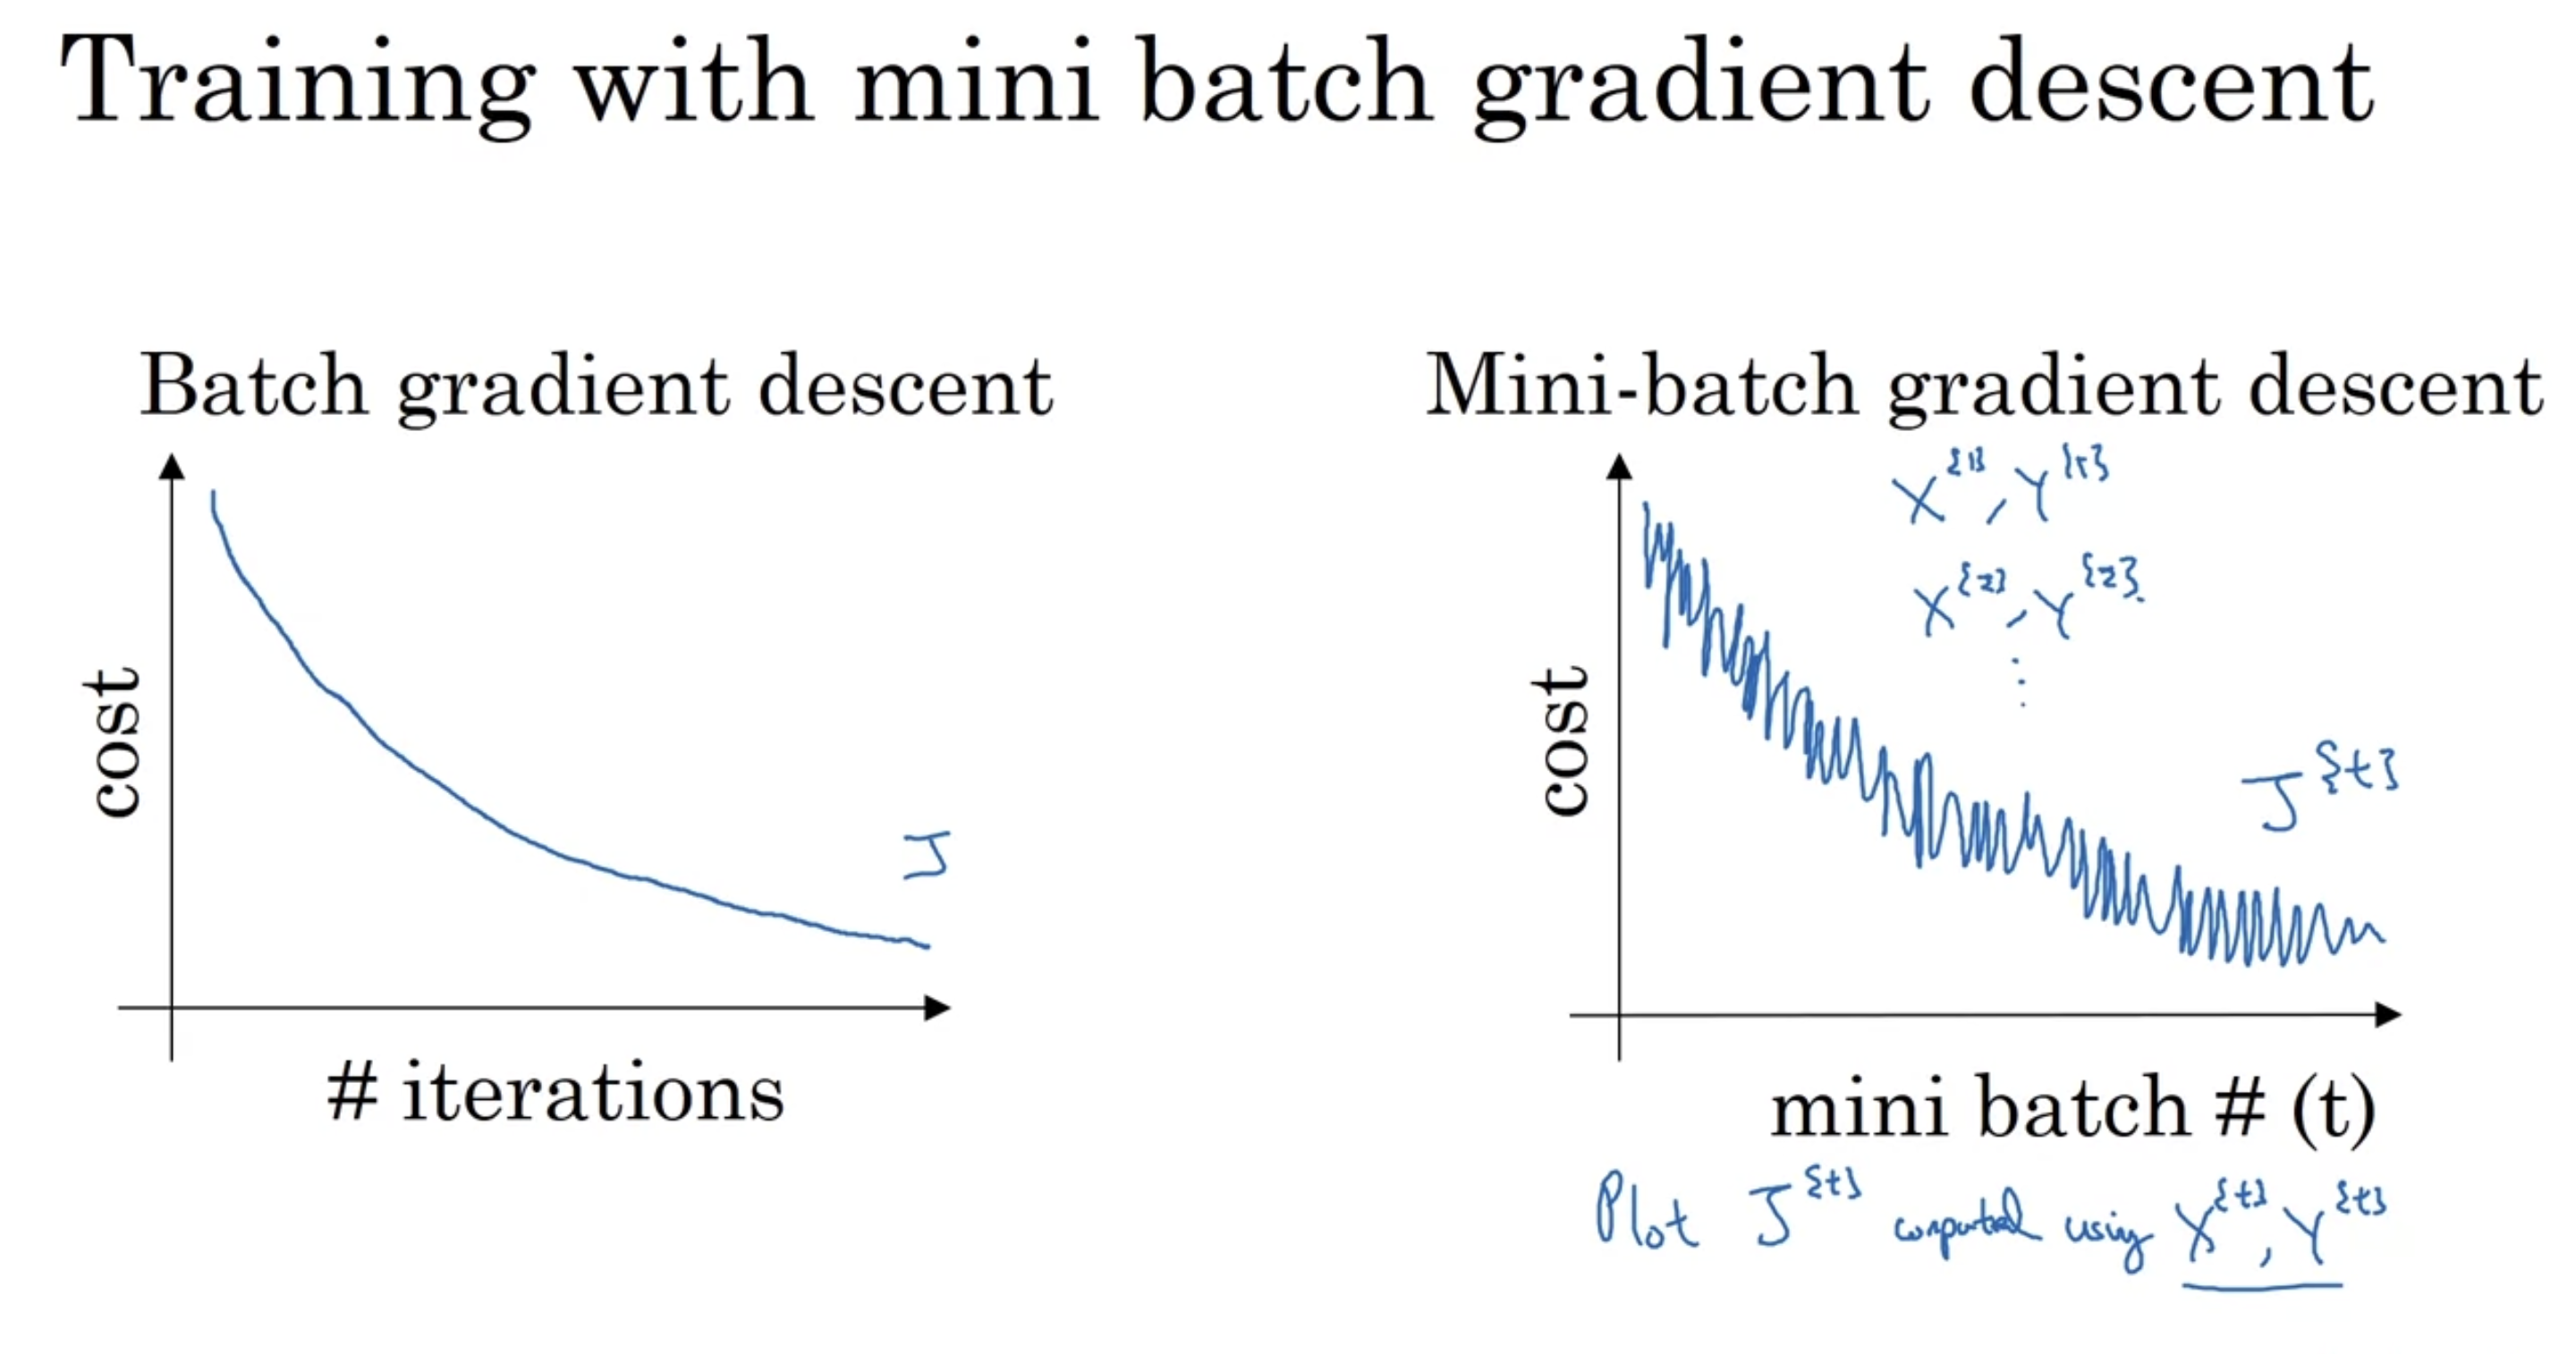 Training with mini batch gradient descent
Batch gradient descent
cost
J
# iterations
Mini-batch gradient descent
X^{1}, Y^{1}
X^{2}, Y^{2}.
⋮
cost
J^{t}
mini batch # (t)
Plot J^{t} computed using X^{t}, Y^{t}